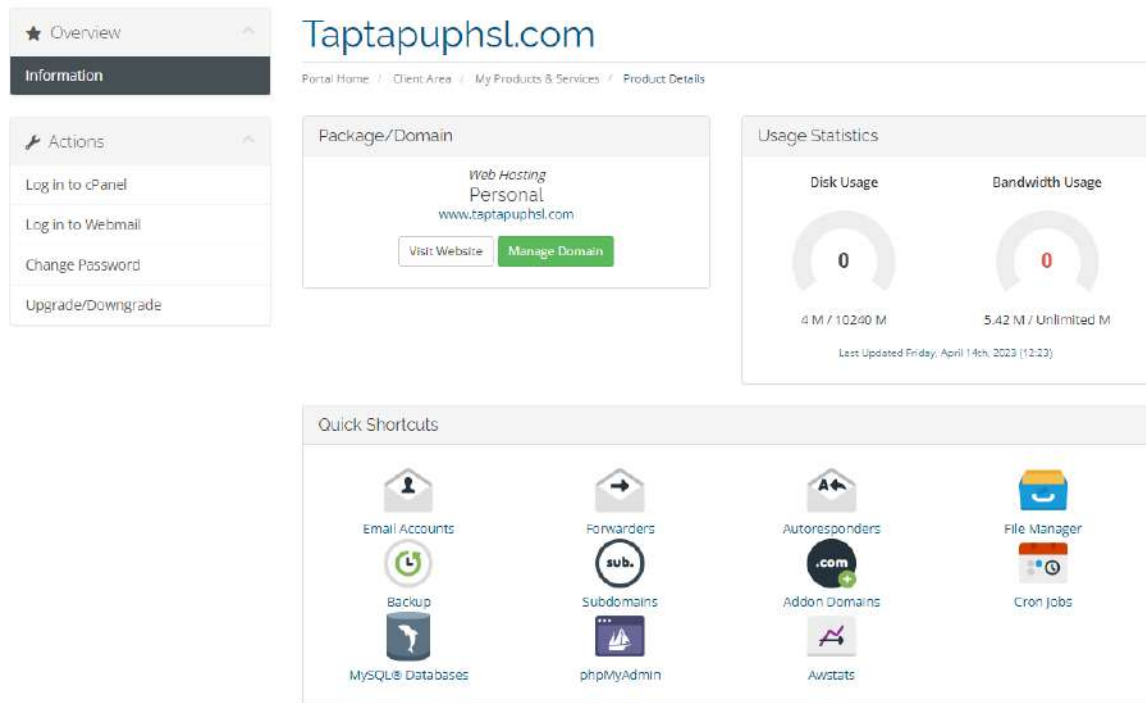 Overview
Information
Actions
Log in to cPanel
Log in to Webmail
Change Password
Upgrade/Downgrade
Taptapuphsl.com
Portal Home / Client Area / My Products & Services / Product Details
Package/Domain
Web Hosting
Personal
www.taptapuphsl.com
Visit Website Manage Domain
Usage Statistics
Disk Usage Bandwidth Usage
0 0
4 M / 10240 M 5.42 M / Unlimited M
Last Updated Friday, April 14th, 2023 (12:23)
Quick Shortcuts
A
Email Accounts Forwarders Autoresponders File Manager
sub. .com
Backup Subdomains Addon Domains Cron Jobs
MySQL® Databases phpMyAdmin Awstats